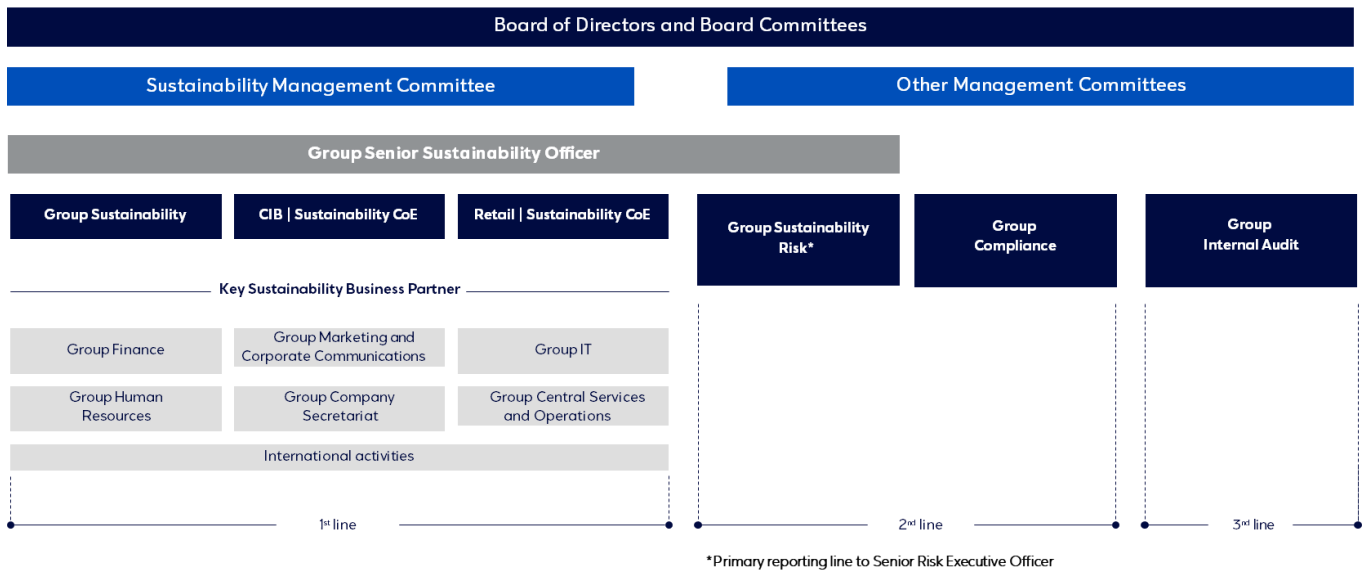 Board of Directors and Board Committees
Sustainability Management Committee
Other Management Committees
Group Senior Sustainability Officer
Group Sustainability
CIB | Sustainability CoE
Retail | Sustainability CoE
Group Sustainability
Risk*
Group
Compliance
Group
Internal Audit
Key Sustainability Business Partner
Group Finance
Group Marketing and
Corporate Communications
Group IT
Group Human
Resources
Group Company
Secretariat
Group Central Services
and Operations
International activities
1st line
2nd line
3nd line
*Primary reporting line to Senior Risk Executive Officer